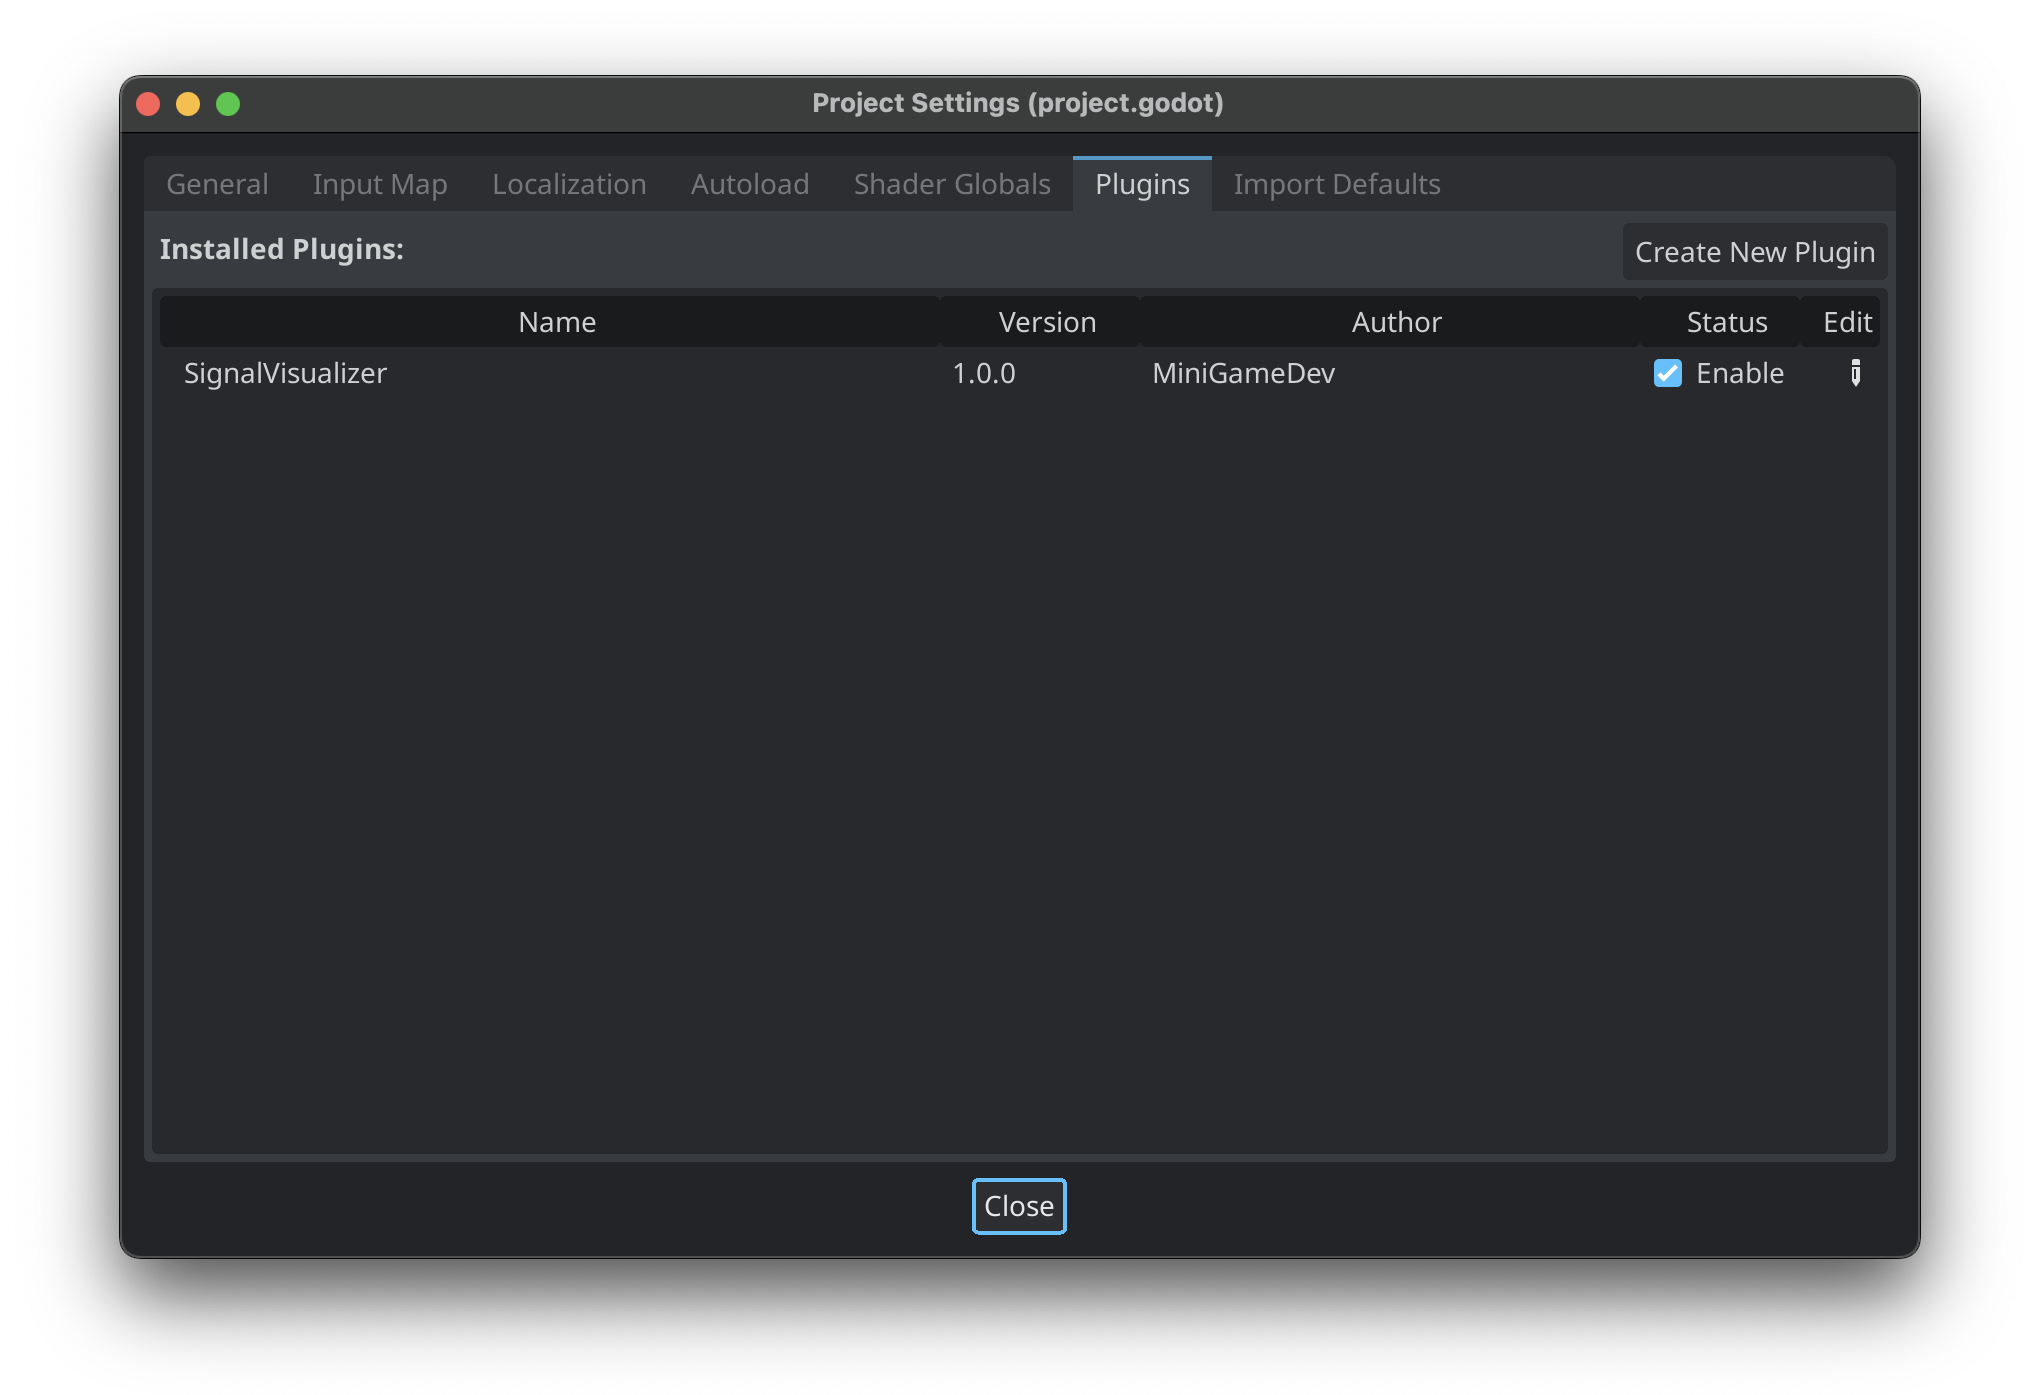 Project Settings (project.godot)
General Input Map Localization Autoload Shader Globals Plugins Import Defaults
Installed Plugins: Create New Plugin
Name Version Author Status Edit
SignalVisualizer 1.0.0 MiniGameDev Enable
Close